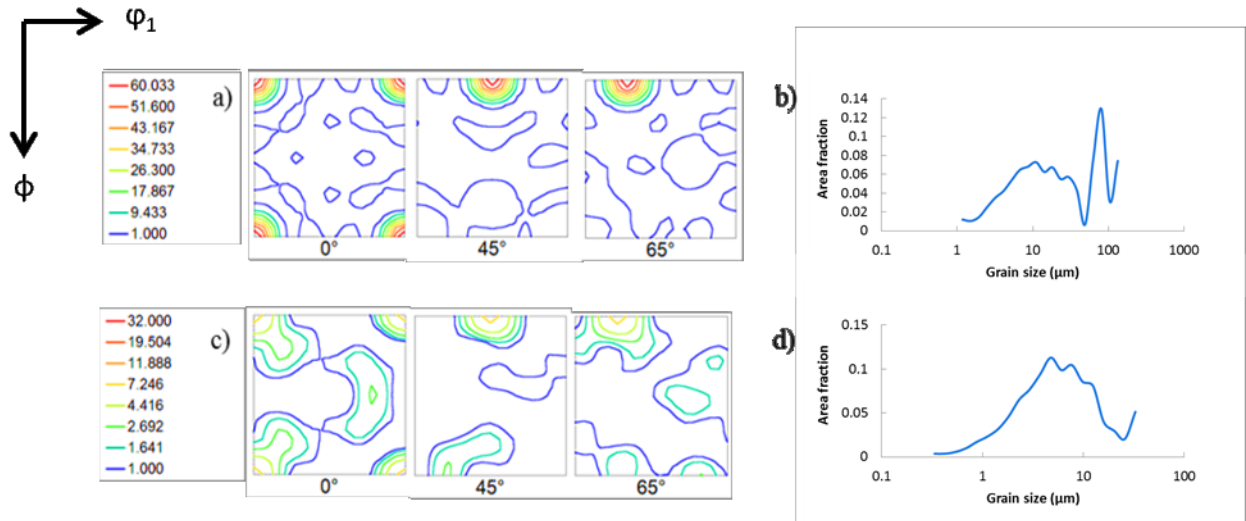 φ₁
ϕ
60.033
51.600
43.167
34.733
26.300
17.867
9.433
1.000
a)
0°
45°
65°
b)
0.14
0.12
0.1
0.08
0.06
0.04
0.02
0
0.1 1 10 100 1000
Area fraction
Grain size (µm)
32.000
19.504
11.888
7.246
4.416
2.692
1.641
1.000
c)
0°
45°
65°
d)
0.15
0.1
0.05
0
0.1 1 10 100
Area fraction
Grain size (µm)